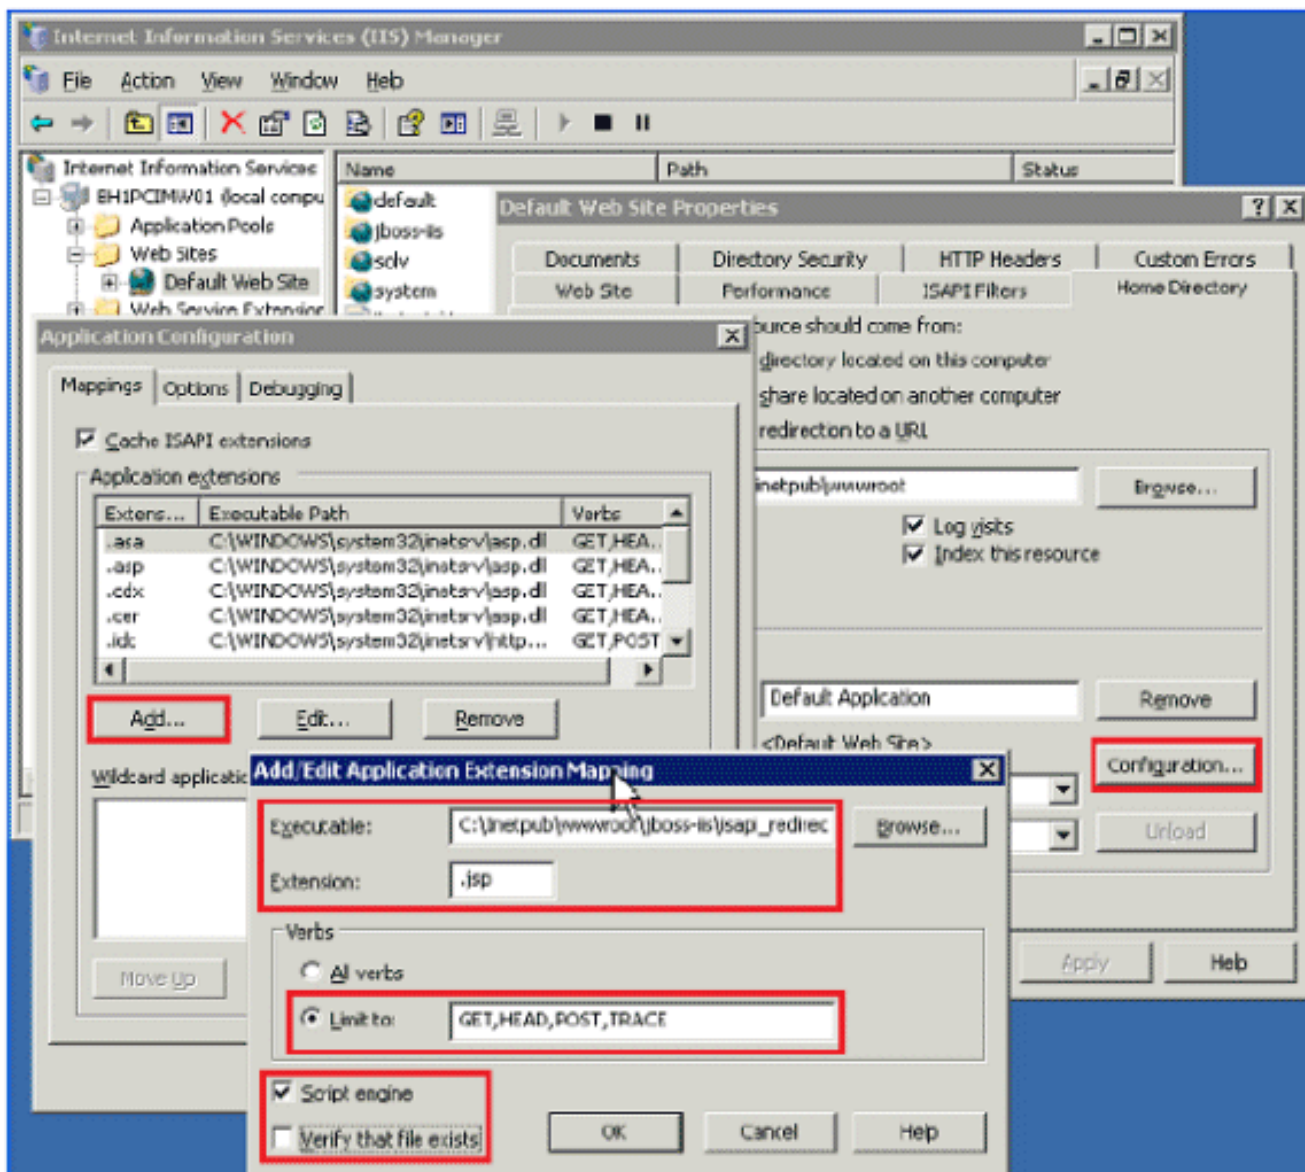 Internet Information Services (IIS) Manager
File Action View Window Help
Internet Information Services
BH1PCIMW01 (local compu
Application Pools
Web Sites
Default Web Site
Web Service Extension
Name Path Status
default
jboss-iis
solv
system
Default Web Site Properties
Documents Directory Security HTTP Headers Custom Errors
Web Site Performance ISAPI Filters Home Directory
ource should come from:
directory located on this computer
share located on another computer
redirection to a URL
inetpub\wwwroot Browse...
Log visits
Index this resource
Default Application Remove
<Default Web Site>
Configuration...
Unload
Apply Help
Application Configuration
Mappings Options Debugging
Cache ISAPI extensions
Application extensions
Extens... Executable Path Verbs
.asa C:\WINDOWS\system32\inetsrv\asp.dll GET,HEA..
.asp C:\WINDOWS\system32\inetsrv\asp.dll GET,HEA..
.cdx C:\WINDOWS\system32\inetsrv\asp.dll GET,HEA..
.cer C:\WINDOWS\system32\inetsrv\asp.dll GET,HEA..
.idc C:\WINDOWS\system32\inetsrv\http... GET,POST
Add... Edit... Remove
Wildcard applicatio
Move Up
Add/Edit Application Extension Mapping
Executable: C:\Inetpub\wwwroot\jboss-iis\isapi_redirec Browse...
Extension: .jsp
Verbs
All verbs
Limit to: GET,HEAD,POST,TRACE
Script engine
Verify that file exists
OK Cancel Help